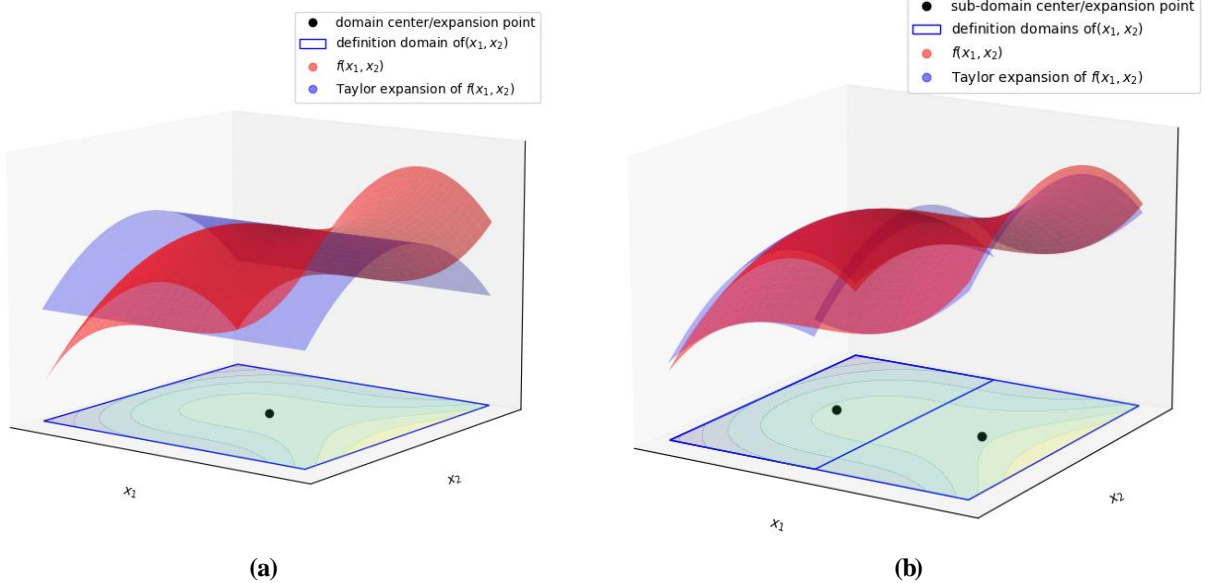 domain center/expansion point
definition domain of(x₁, x₂)
f(x₁, x₂)
Taylor expansion of f(x₁, x₂)
x₁
x₂
(a)
sub-domain center/expansion point
definition domains of(x₁, x₂)
f(x₁, x₂)
Taylor expansion of f(x₁, x₂)
x₁
x₂
(b)